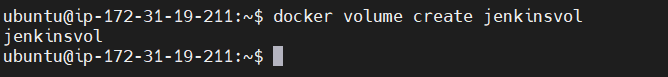 ubuntu@ip-172-31-19-211:~$ docker volume create jenkinsvol
jenkinsvol
ubuntu@ip-172-31-19-211:~$